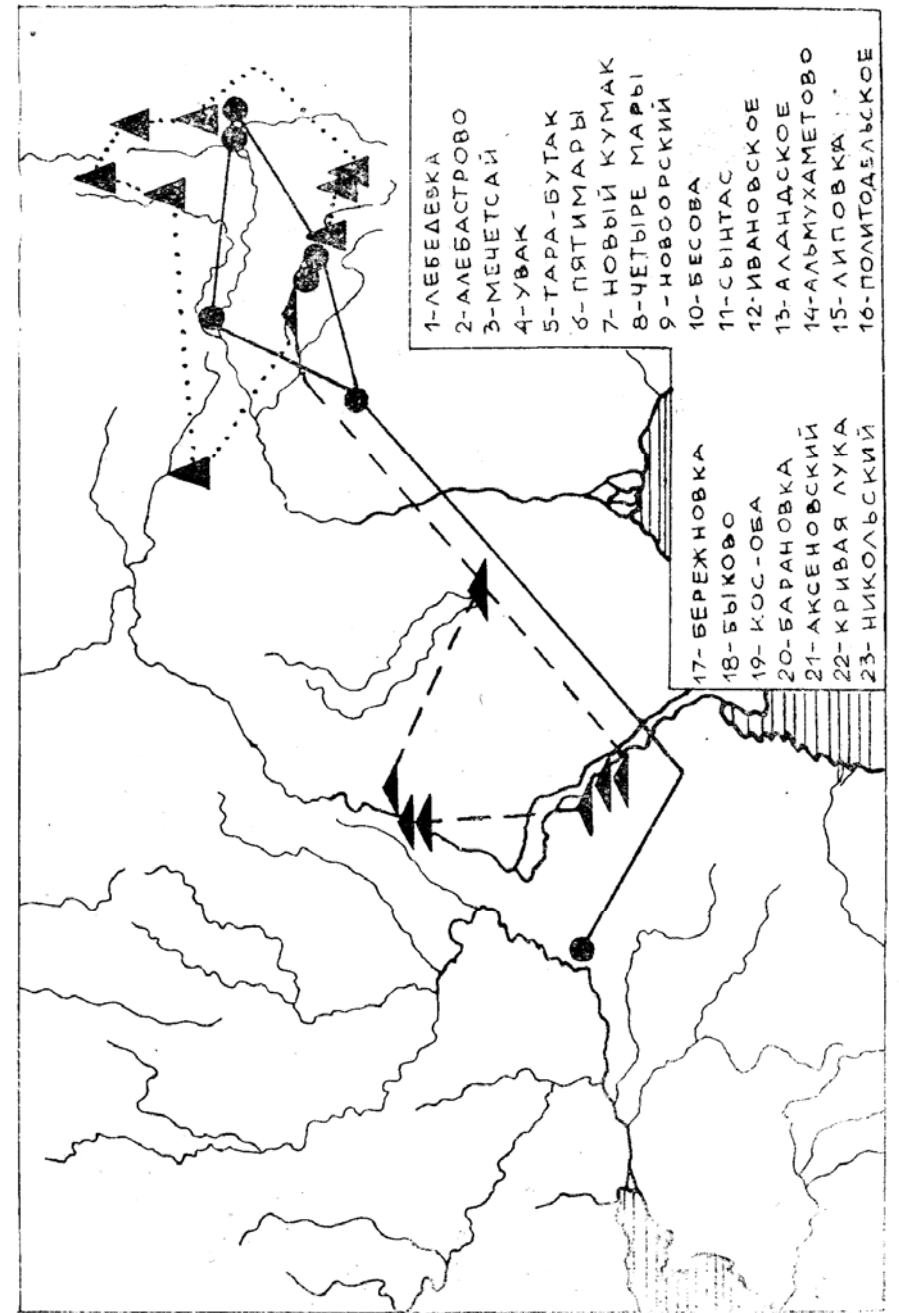 1-ЛЕБЕДЕВКА
2-АЛЕБАСТРОВО
3-МЕЧЕТСАЙ
4-УВАК
5-ТАРА-БУТАК
6-ПЯТИМАРЫ
7-НОВЫЙ КУМАК
8-ЧЕТЫРЕ МАРЫ
9-НОВООРСКИЙ
10-БЕСОВА
11-СЫНТАС
12-ИВАНОВСКОЕ
13-АЛАНДСКОЕ
14-АЛЬМУХАМЕТОВО
15-ЛИПОВКА
16-ПОЛИТОДЕЛЬСКОЕ
17-БЕРЕЖНОВКА
18-БЫКОВО
19-КОС-ОБА
20-БАРАНОВКА
21-АКСЕНОВСКИЙ
22-КРИВАЯ ЛУКА
23-НИКОЛЬСКИЙ